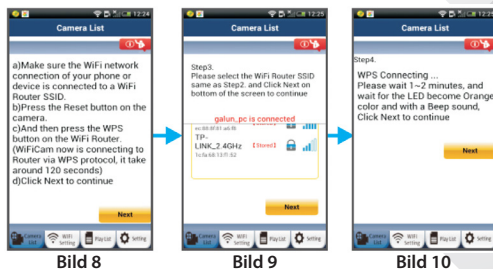 12:24
Camera List
a)Make sure the WiFi network
connection of your phone or
device is connected to a WiFi
Router SSID.
b)Press the Reset button on the
camera.
c)And then press the WPS
button on the WiFi Router.
(WiFiCam now is connecting to
Router via WPS protocol, it take
around 120 seconds)
d)Click Next to continue
Next
Camera List
WiFi Setting
Play List
Setting
Bild 8
12:25
Camera List
Step3.
Please select the WiFi Router SSID
same as Step2. and Click Next on
bottom of the screen to continue
galun_pc is connected
TP-
LINK_2.4GHz
[Stored]
Next
Camera List
WiFi Setting
Play List
Setting
Bild 9
12:25
Camera List
Step4.
WPS Connecting ...
Please wait 1~2 minutes, and
wait for the LED become Orange
color and with a Beep sound,
Click Next to continue
Next
Camera List
WiFi Setting
Play List
Setting
Bild 10